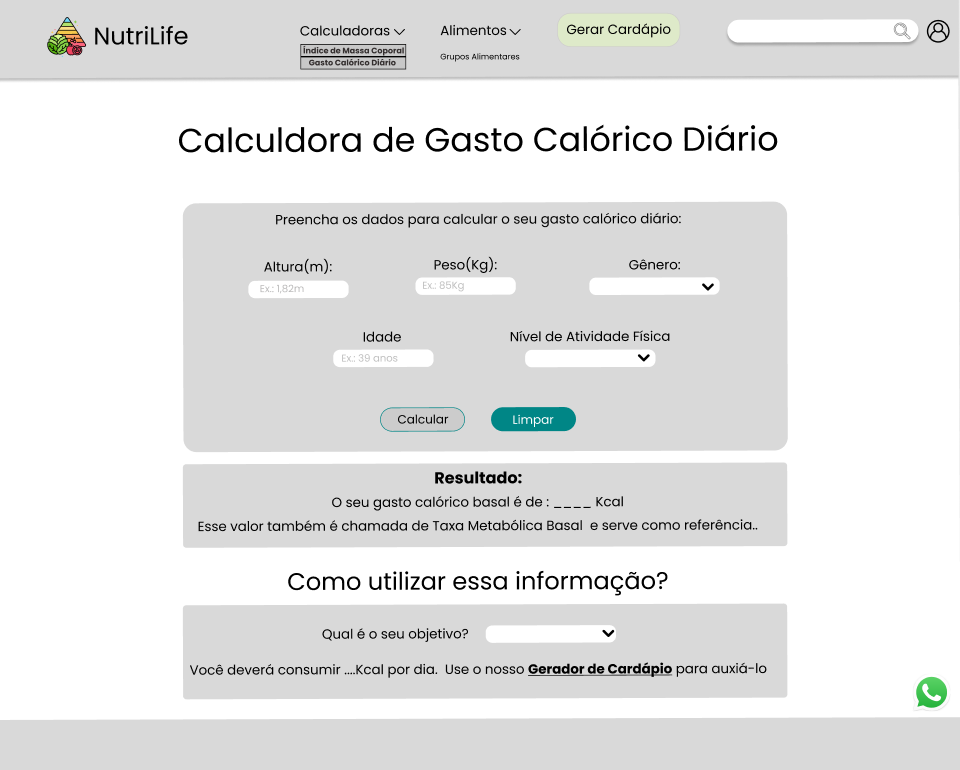 NutriLife
Calculadoras
Índice de Massa Coporal
Gasto Calórico Diário
Alimentos
Grupos Alimentares
Gerar Cardápio
Calculdora de Gasto Calórico Diário
Preencha os dados para calcular o seu gasto calórico diário:
Altura(m):
Ex.: 1,82m
Peso(Kg):
Ex.: 85Kg
Gênero:
Idade
Ex.: 39 anos
Nível de Atividade Física
Calcular
Limpar
Resultado:
O seu gasto calórico basal é de : _ _ _ _ Kcal
Esse valor também é chamada de Taxa Metabólica Basal  e serve como referência..
Como utilizar essa informação?
Qual é o seu objetivo?
Você deverá consumir ....Kcal por dia.  Use o nosso Gerador de Cardápio para auxiá-lo